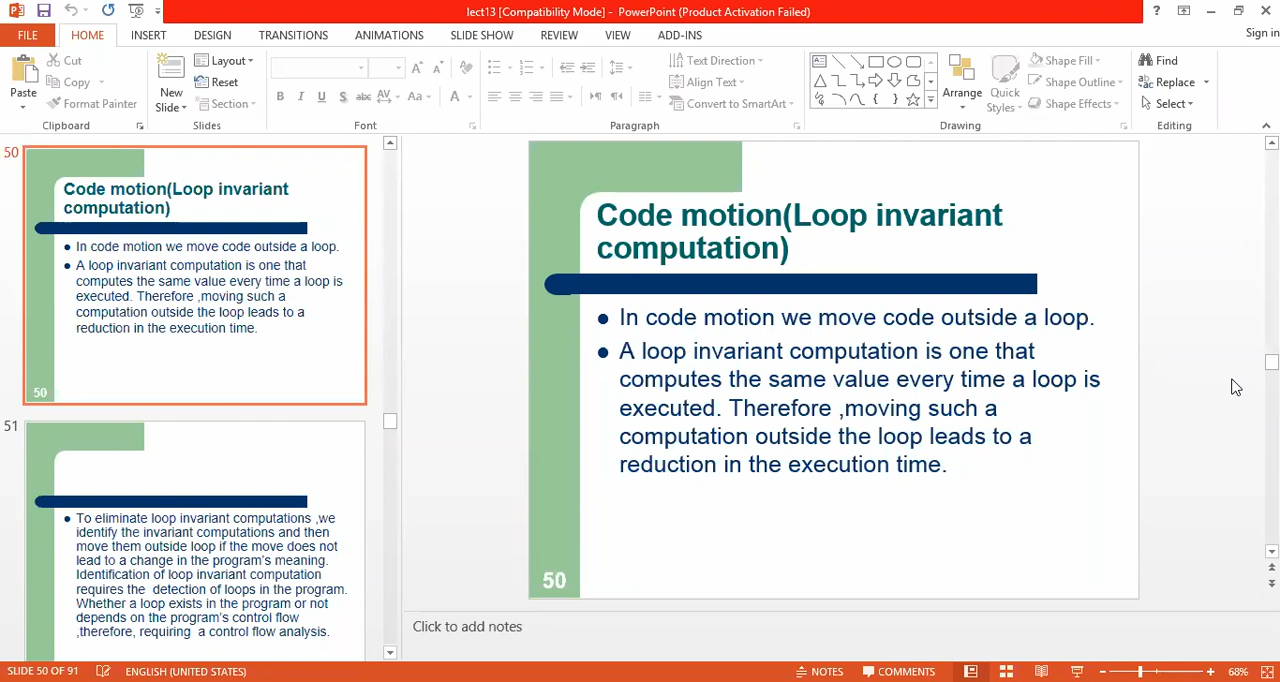 lect13 [Compatibility Mode] - PowerPoint (Product Activation Failed)
FILE HOME INSERT DESIGN TRANSITIONS ANIMATIONS SLIDE SHOW REVIEW VIEW ADD-INS Sign in
Paste
Cut
Copy
Format Painter
Clipboard
New Slide
Layout
Reset
Section
Slides
B I U S abc AV Aa A
Font
Text Direction
Align Text
Convert to SmartArt
Paragraph
Arrange
Quick Styles
Shape Fill
Shape Outline
Shape Effects
Drawing
Find
Replace
Select
Editing
50
Code motion(Loop invariant
computation)
In code motion we move code outside a loop.
A loop invariant computation is one that
computes the same value every time a loop is
executed. Therefore ,moving such a
computation outside the loop leads to a
reduction in the execution time.
50
51
To eliminate loop invariant computations ,we
identify the invariant computations and then
move them outside loop if the move does not
lead to a change in the program's meaning.
Identification of loop invariant computation
requires the detection of loops in the program.
Whether a loop exists in the program or not
depends on the program's control flow
,therefore, requiring a control flow analysis.
Code motion(Loop invariant
computation)
In code motion we move code outside a loop.
A loop invariant computation is one that
computes the same value every time a loop is
executed. Therefore ,moving such a
computation outside the loop leads to a
reduction in the execution time.
50
Click to add notes
SLIDE 50 OF 91 ENGLISH (UNITED STATES) NOTES COMMENTS 68%